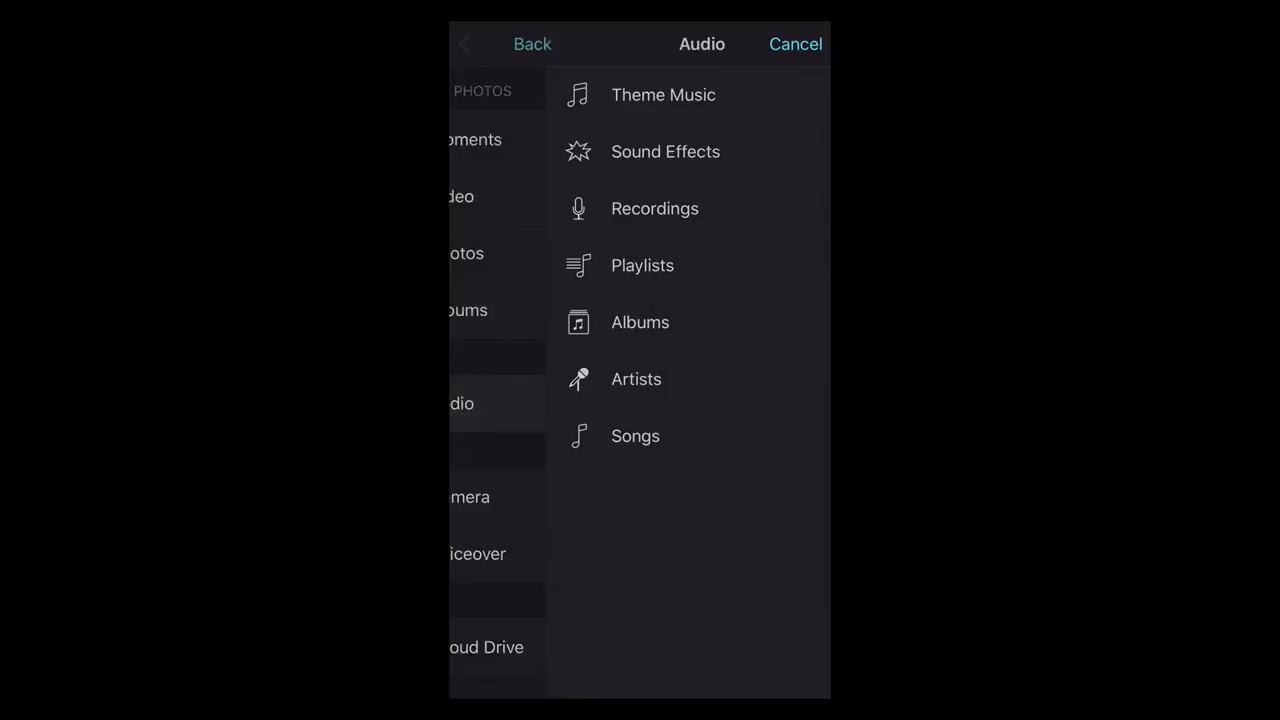 Back
Audio
Cancel
PHOTOS
oments
deo
otos
oums
dio
mera
iceover
oud Drive
Theme Music
Sound Effects
Recordings
Playlists
Albums
Artists
Songs